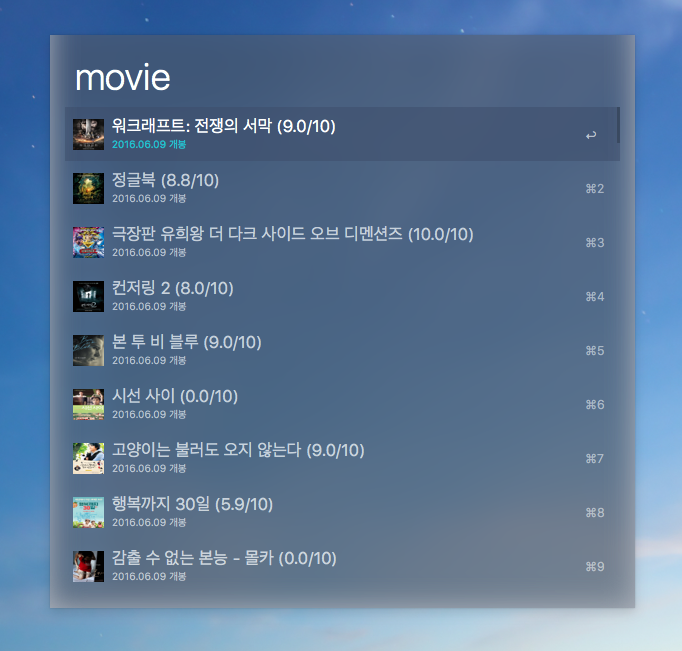 movie
워크래프트: 전쟁의 서막 (9.0/10)
2016.06.09 개봉
↩
정글북 (8.8/10)
2016.06.09 개봉
⌘2
극장판 유희왕 더 다크 사이드 오브 디멘션즈 (10.0/10)
2016.06.09 개봉
⌘3
컨저링 2 (8.0/10)
2016.06.09 개봉
⌘4
본 투 비 블루 (9.0/10)
2016.06.09 개봉
⌘5
시선 사이 (0.0/10)
2016.06.09 개봉
⌘6
고양이는 불러도 오지 않는다 (9.0/10)
2016.06.09 개봉
⌘7
행복까지 30일 (5.9/10)
2016.06.09 개봉
⌘8
감출 수 없는 본능 - 몰카 (0.0/10)
2016.06.09 개봉
⌘9